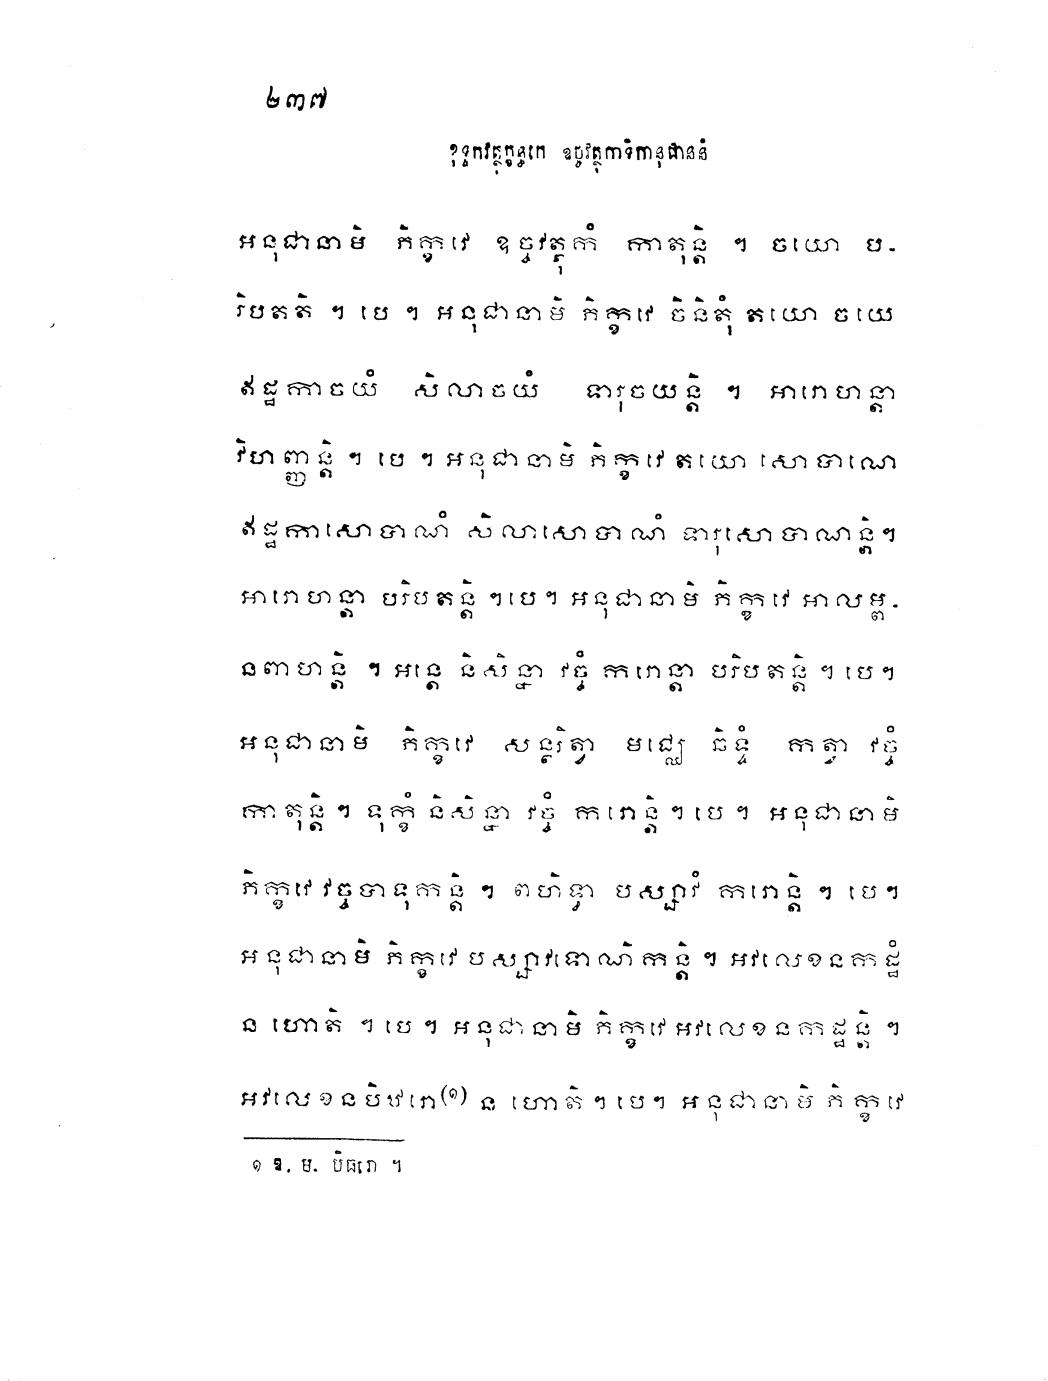 ២៣៧
ខុទ្ទកវត្ថុក្ខន្ធកេ ឧច្ចវត្ថុកាទិកានុជាននំ
អនុជានាមិ ភិក្ខវេ ឧច្ចវត្ថុកំ កាតុន្តិ ។ ចយោ ប-
រិបតតិ ។ បេ ។ អនុជានាមិ ភិក្ខវេ ចិនិតុំ តយោ ចយេ
ឥដ្ឋកាចយំ សិលាចយំ ទារុចយន្តិ ។ អារោហន្តា
វិហញ្ញន្តិ ។ បេ ។ អនុជានាមិ ភិក្ខវេ តយោ សោបាណេ
ឥដ្ឋកាសោបាណំ សិលាសោបាណំ ទារុសោបាណន្តិ។
អារោហន្តា បរិបតន្តិ ។បេ។ អនុជានាមិ ភិក្ខវេ អាលម្ព-
នពាហន្តិ ។ អន្តេ និសិន្នា វច្ចំ ករោន្តា បរិបតន្តិ ។ បេ។
អនុជានាមិ ភិក្ខវេ សន្ថរិត្វា មជ្ឈេ ឆិទ្ទំ កត្វា វច្ចំ
កាតុន្តិ។ ទុក្ខំ និសិន្នា វច្ចំ ករោន្តិ។ បេ ។ អនុជានាមិ
ភិក្ខវេ វច្ចបាទុកន្តិ ។ ពហិទ្ធា បស្សាវំ ករោន្តិ ។ បេ។
អនុជានាមិ ភិក្ខវេ បស្សាវទោណិកន្តិ ។ អវលេខនកដ្ឋំ
ន ហោតិ ។ បេ ។ អនុជានាមិ ភិក្ខវេ អវលេខនកដ្ឋន្តិ ។
អវលេខនបិឋរោ(១) ន ហោតិ។ បេ។ អនុជានាមិ ភិក្ខវេ
១ ឱ. ម. បិធរោ ។